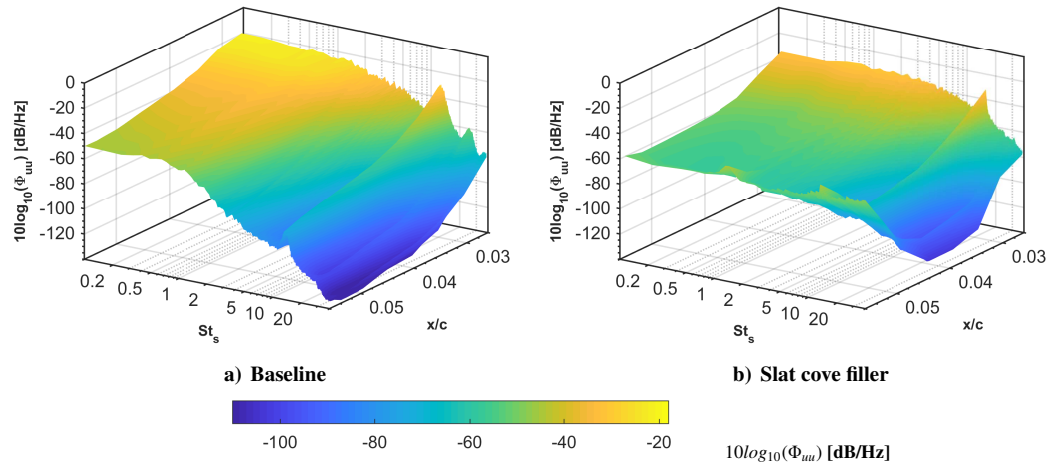 0
-20
-40
-60
-80
-100
-120
10log10(Φuu) [dB/Hz]
0.2 0.5 1 2 5 10 20
St_s
0.05 0.04 0.03
x/c
a) Baseline
0
-20
-40
-60
-80
-100
-120
10log10(Φuu) [dB/Hz]
0.2 0.5 1 2 5 10 20
St_s
0.05 0.04 0.03
x/c
b) Slat cove filler
-100 -80 -60 -40 -20
10log10(Φuu) [dB/Hz]